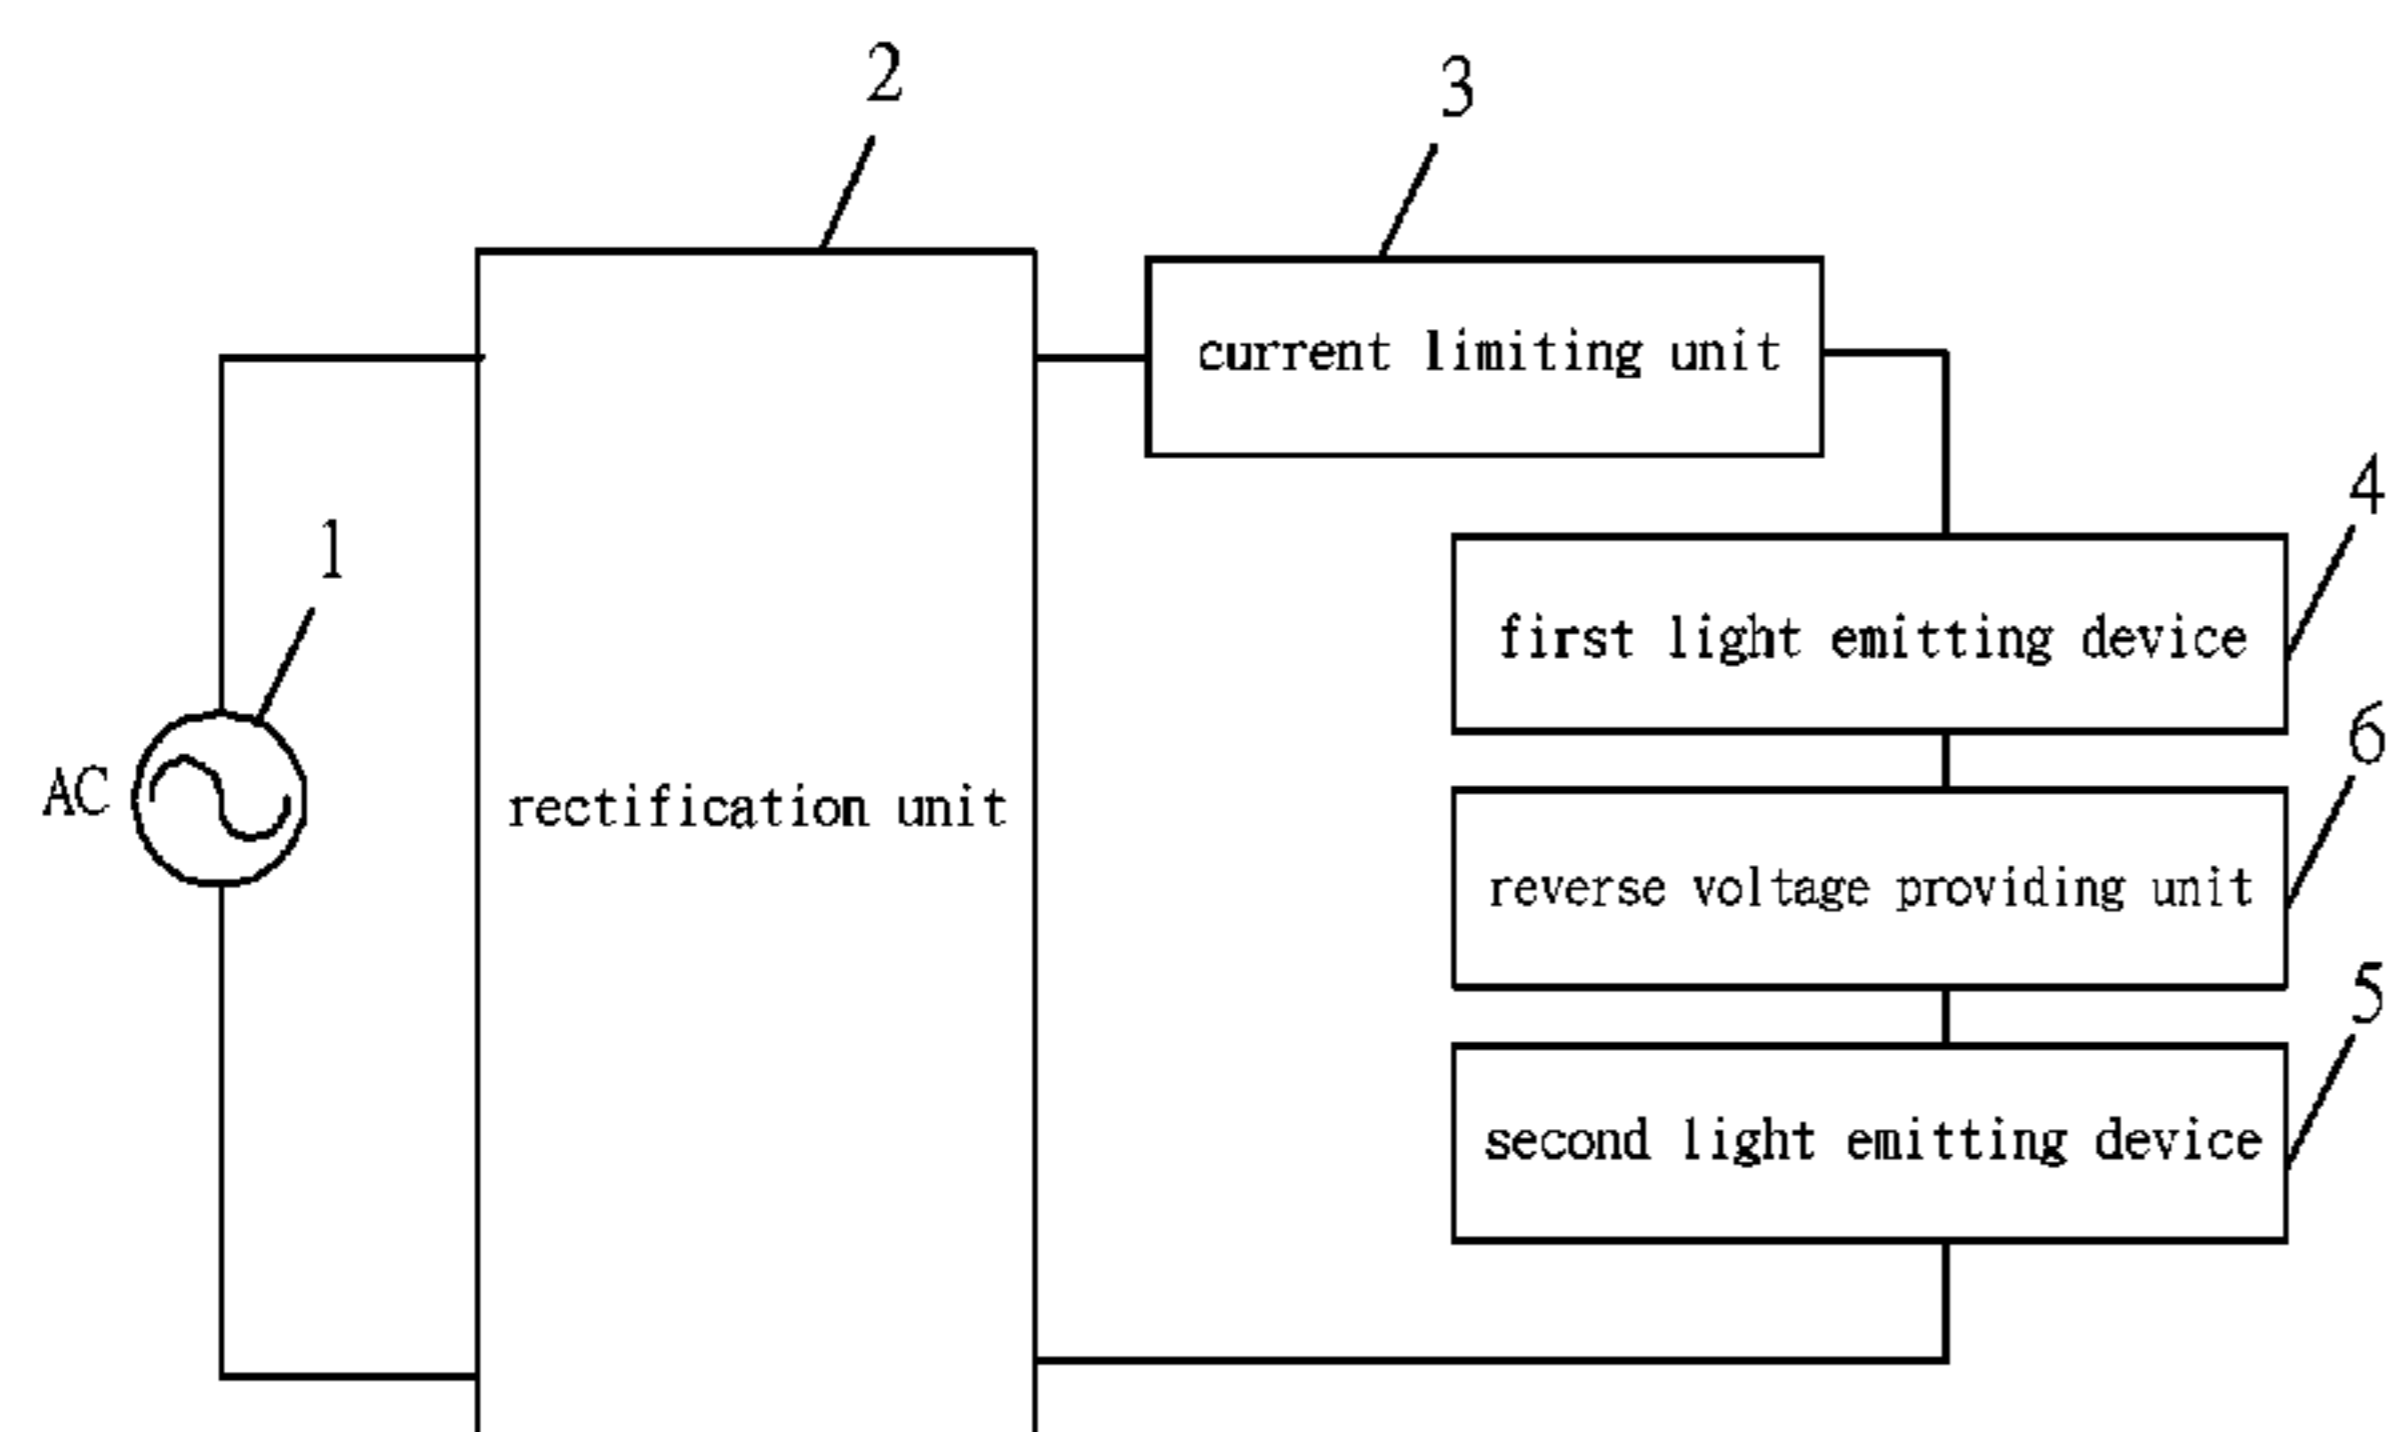 2
3
current limiting unit
4
1
first light emitting device
6
AC
rectification unit
reverse voltage providing unit
5
second light emitting device